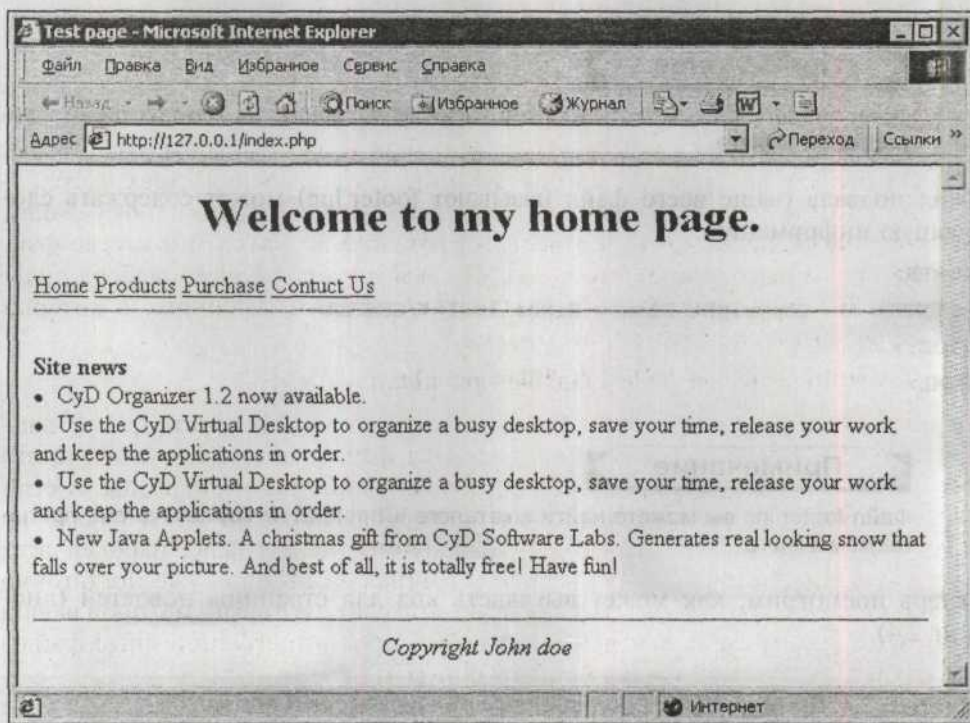 Test page - Microsoft Internet Explorer
Файл Правка Вид Избранное Сервис Справка
Назад Поиск Избранное Журнал
Адрес http://127.0.0.1/index.php Переход Ссылки »
Welcome to my home page.
Home Products Purchase Contuct Us
Site news
• CyD Organizer 1.2 now available.
• Use the CyD Virtual Desktop to organize a busy desktop, save your time, release your work
and keep the applications in order.
• Use the CyD Virtual Desktop to organize a busy desktop, save your time, release your work
and keep the applications in order.
• New Java Applets. A christmas gift from CyD Software Labs. Generates real looking snow that
falls over your picture. And best of all, it is totally free! Have fun!
Copyright John doe
Интернет